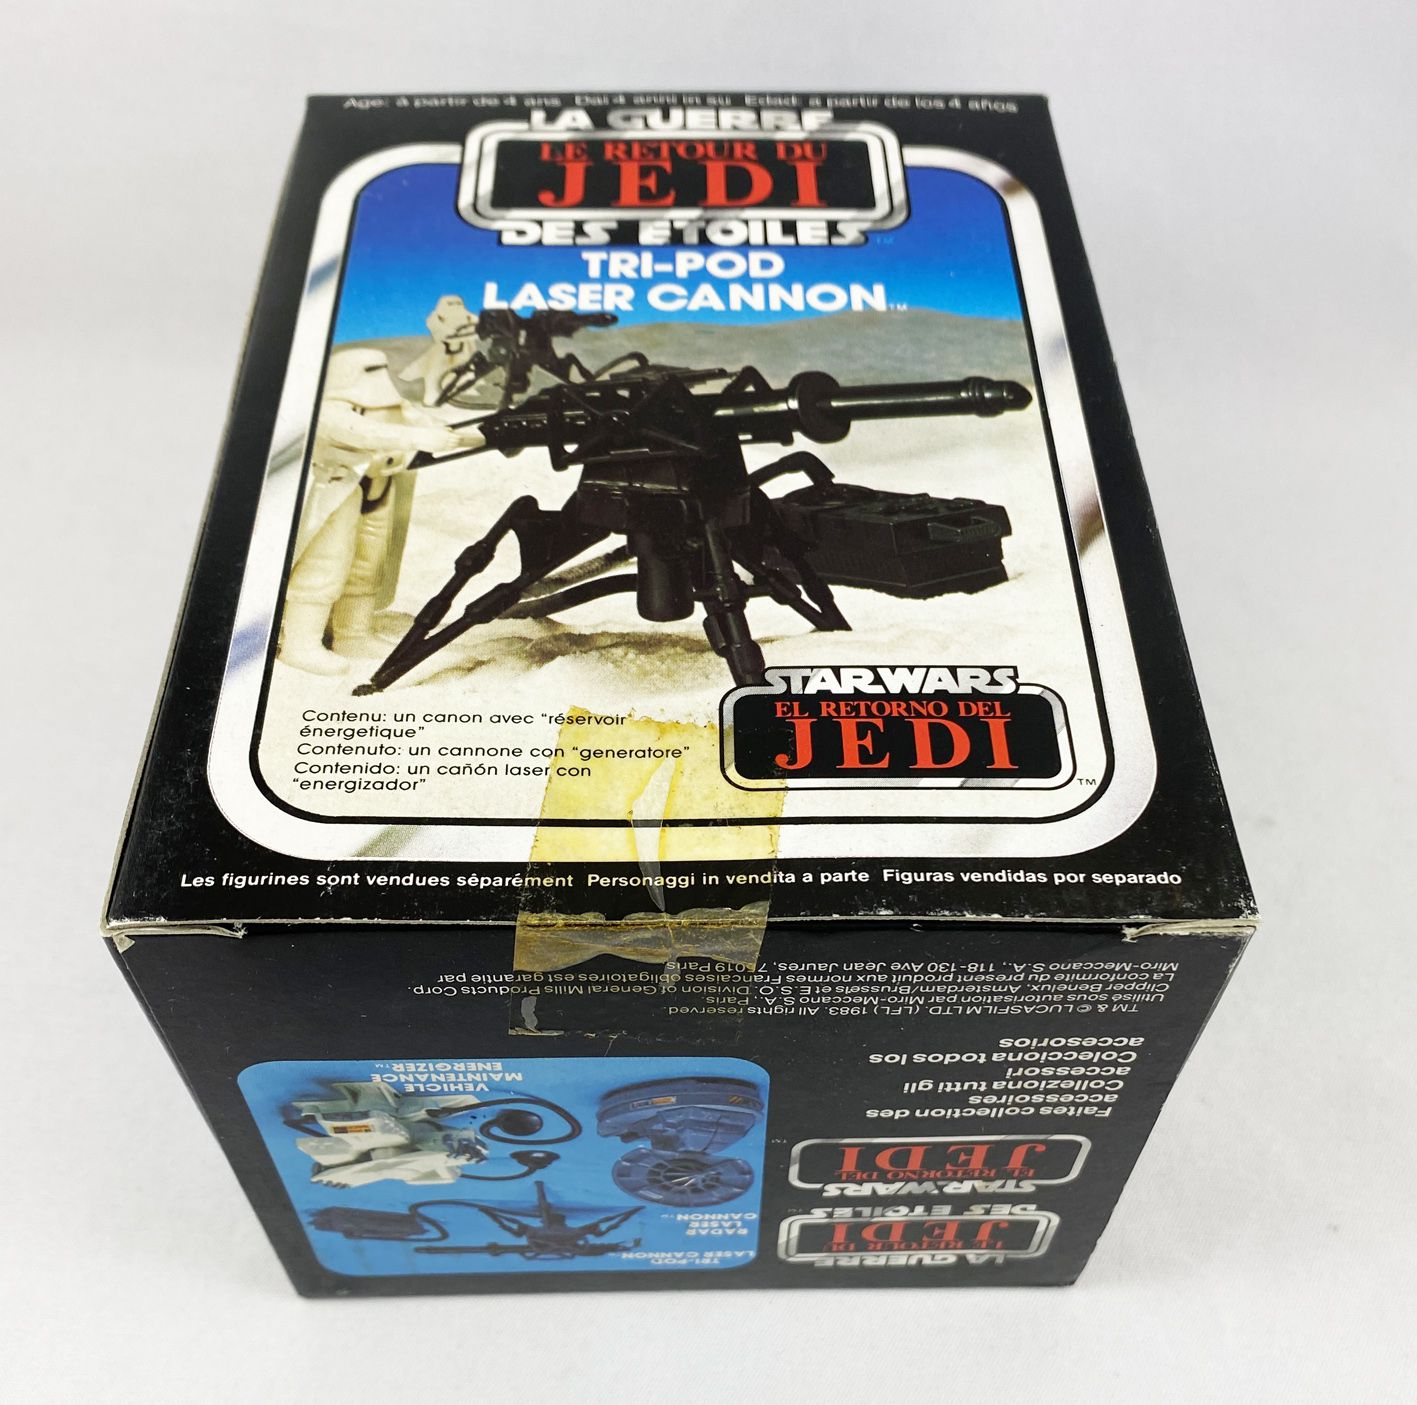 Age: à partir de 4 ans Dai 4 anni in su Edad: a partir de los 4 años
LA GUERRE
LE RETOUR DU
JEDI
DES ETOILES™
TRI-POD
LASER CANNON™
STAR WARS
EL RETORNO DEL
JEDI
™
Contenu: un canon avec "réservoir
énergetique"
Contenuto: un cannone con "generatore"
Contenido: un cañón laser con
"energizador"
Les figurines sont vendues sêparément Personaggi in vendita a parte Figuras vendidas por separado
LA GUERRE
LE RETOUR DU
JEDI
DES ETOILES™
STAR WARS
EL RETORNO DEL
JEDI
™
Faites collection des
accessoires
Colleziona tutti gli
accessori
Colecciona todos los
accesorios
TRI-POD
LASER CANNON™
RADAR
LASER
CANNON™
VEHICLE
MAINTENANCE
ENERGIZER™
TM & © LUCASFILM LTD. (LFL) 1983. All rights reserved.
Utilisé sous autorisation par Miro-Meccano S.A., Paris.
Clipper Benelux. Amsterdam/Brussels et E.S.O. Division of General Mills Products Corp.
La conformité du présent produit aux normes Françaises obligatoires est garantie par
Miro-Meccano S.A., 118-130 Ave Jean Jaures, 75019 Paris